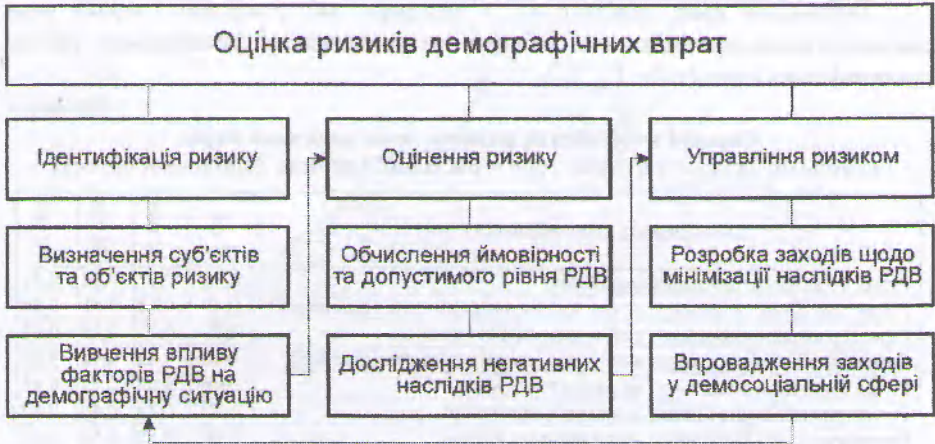 Оцінка ризиків демографічних втрат
Ідентифікація ризику
Оцінення ризику
Управління ризиком
Визначення суб'єктів
та об'єктів ризику
Обчислення ймовірності
та допустимого рівня РДВ
Розробка заходів щодо
мінімізації наслідків РДВ
Вивчення впливу
факторів РДВ на
демографічну ситуацію
Дослідження негативних
наслідків РДВ
Впровадження заходів
у демосоціальній сфері